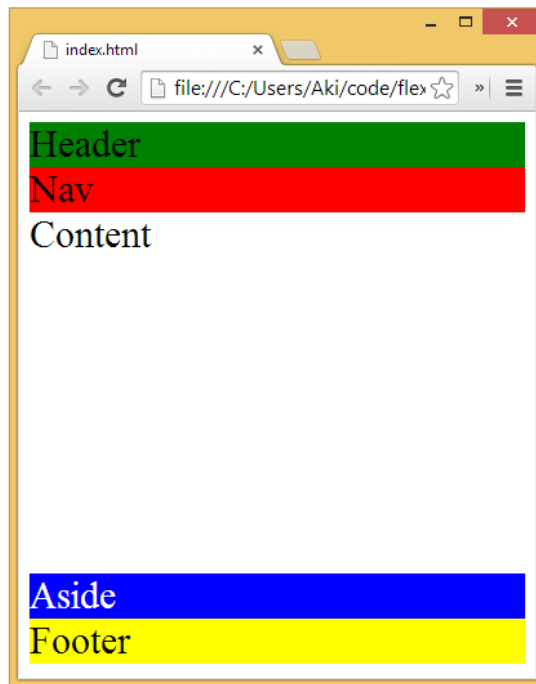 index.html
file:///C:/Users/Aki/code/flex
Header
Nav
Content
Aside
Footer